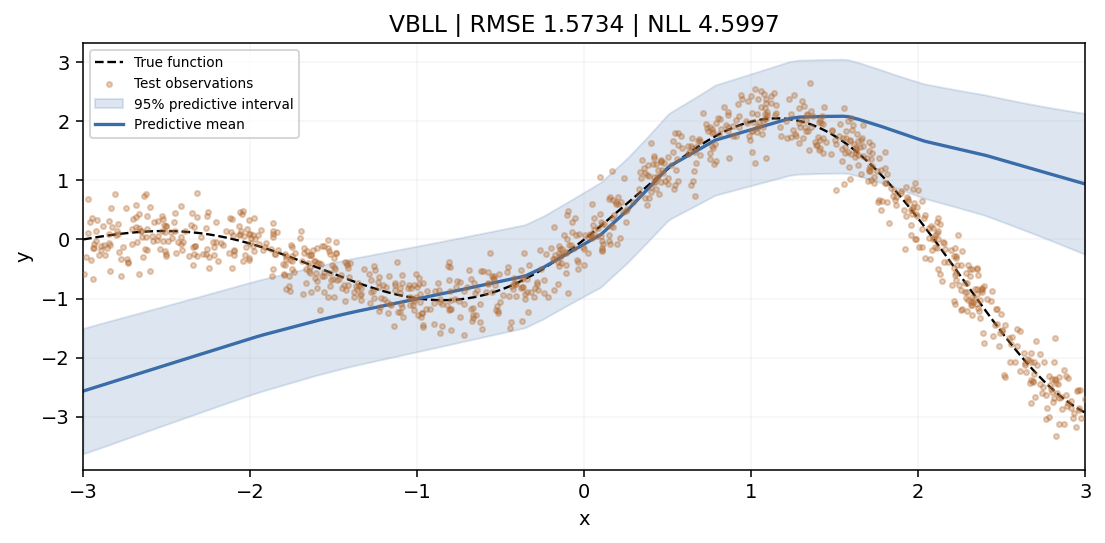 VBLL | RMSE 1.5734 | NLL 4.5997
True function
Test observations
95% predictive interval
Predictive mean
3
2
1
0
−1
−2
−3
y
−3
−2
−1
0
1
2
3
x